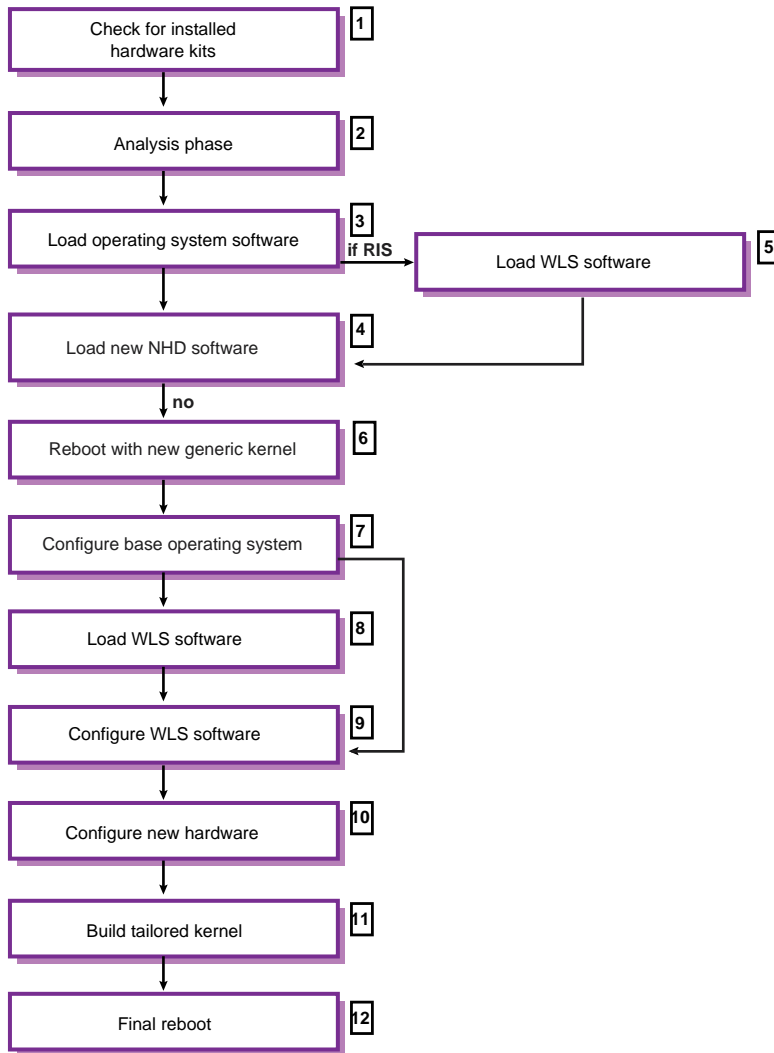 Check for installed
hardware kits
1
Analysis phase
2
Load operating system software
3
if RIS
Load WLS software
5
Load new NHD software
4
no
Reboot with new generic kernel
6
Configure base operating system
7
Load WLS software
8
Configure WLS software
9
Configure new hardware
10
Build tailored kernel
11
Final reboot
12